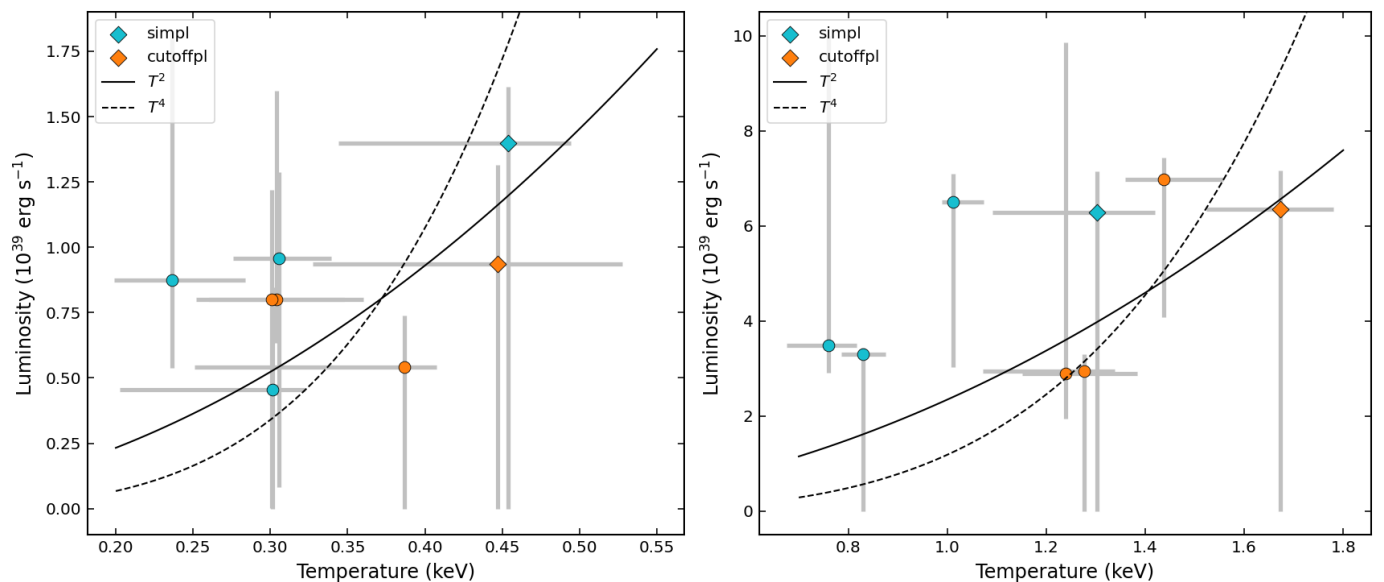 simpl
cutoffpl
T²
T⁴
Luminosity (10³⁹ erg s⁻¹)
1.75
1.50
1.25
1.00
0.75
0.50
0.25
0.00
0.20 0.25 0.30 0.35 0.40 0.45 0.50 0.55
Temperature (keV)
simpl
cutoffpl
T²
T⁴
Luminosity (10³⁹ erg s⁻¹)
10
8
6
4
2
0
0.8 1.0 1.2 1.4 1.6 1.8
Temperature (keV)